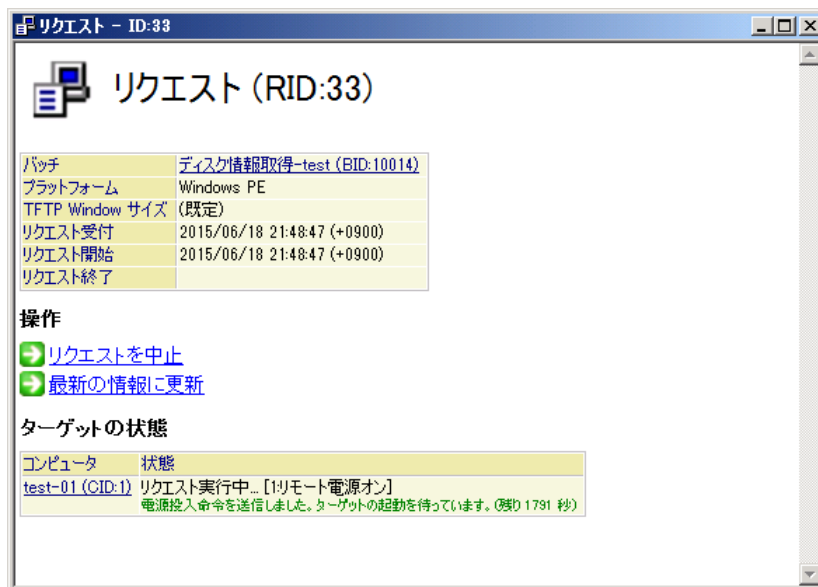 リクエスト - ID:33
リクエスト (RID:33)
バッチ ディスク情報取得-test (BID:10014)
プラットフォーム Windows PE
TFTP Window サイズ (既定)
リクエスト受付 2015/06/18 21:48:47 (+0900)
リクエスト開始 2015/06/18 21:48:47 (+0900)
リクエスト終了
操作
リクエストを中止
最新の情報に更新
ターゲットの状態
コンピュータ 状態
test-01 (CID:1) リクエスト実行中... [1:リモート電源オン]
電源投入命令を送信しました。ターゲットの起動を待っています。(残り 1791 秒)